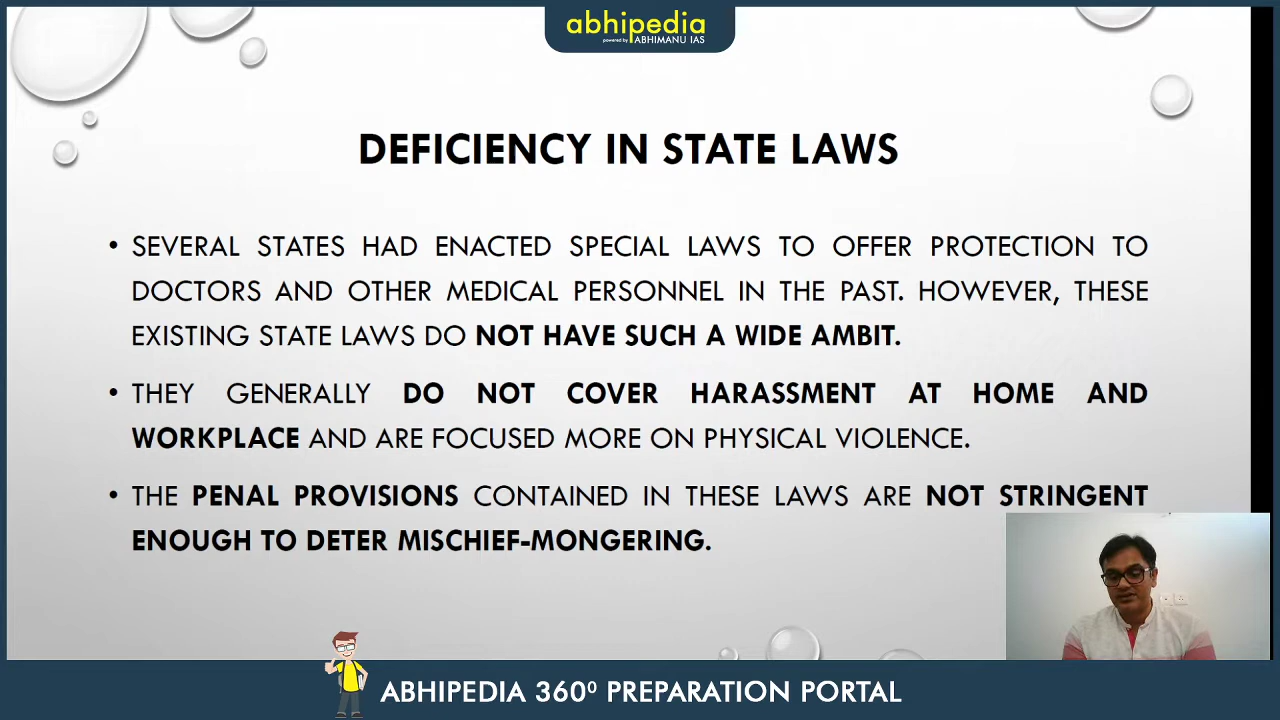 abhipedia
powered by ABHIMANU IAS
DEFICIENCY IN STATE LAWS
• SEVERAL STATES HAD ENACTED SPECIAL LAWS TO OFFER PROTECTION TO
DOCTORS AND OTHER MEDICAL PERSONNEL IN THE PAST. HOWEVER, THESE
EXISTING STATE LAWS DO NOT HAVE SUCH A WIDE AMBIT.
• THEY GENERALLY DO NOT COVER HARASSMENT AT HOME AND
WORKPLACE AND ARE FOCUSED MORE ON PHYSICAL VIOLENCE.
• THE PENAL PROVISIONS CONTAINED IN THESE LAWS ARE NOT STRINGENT
ENOUGH TO DETER MISCHIEF-MONGERING.
ABHIPEDIA 360⁰ PREPARATION PORTAL